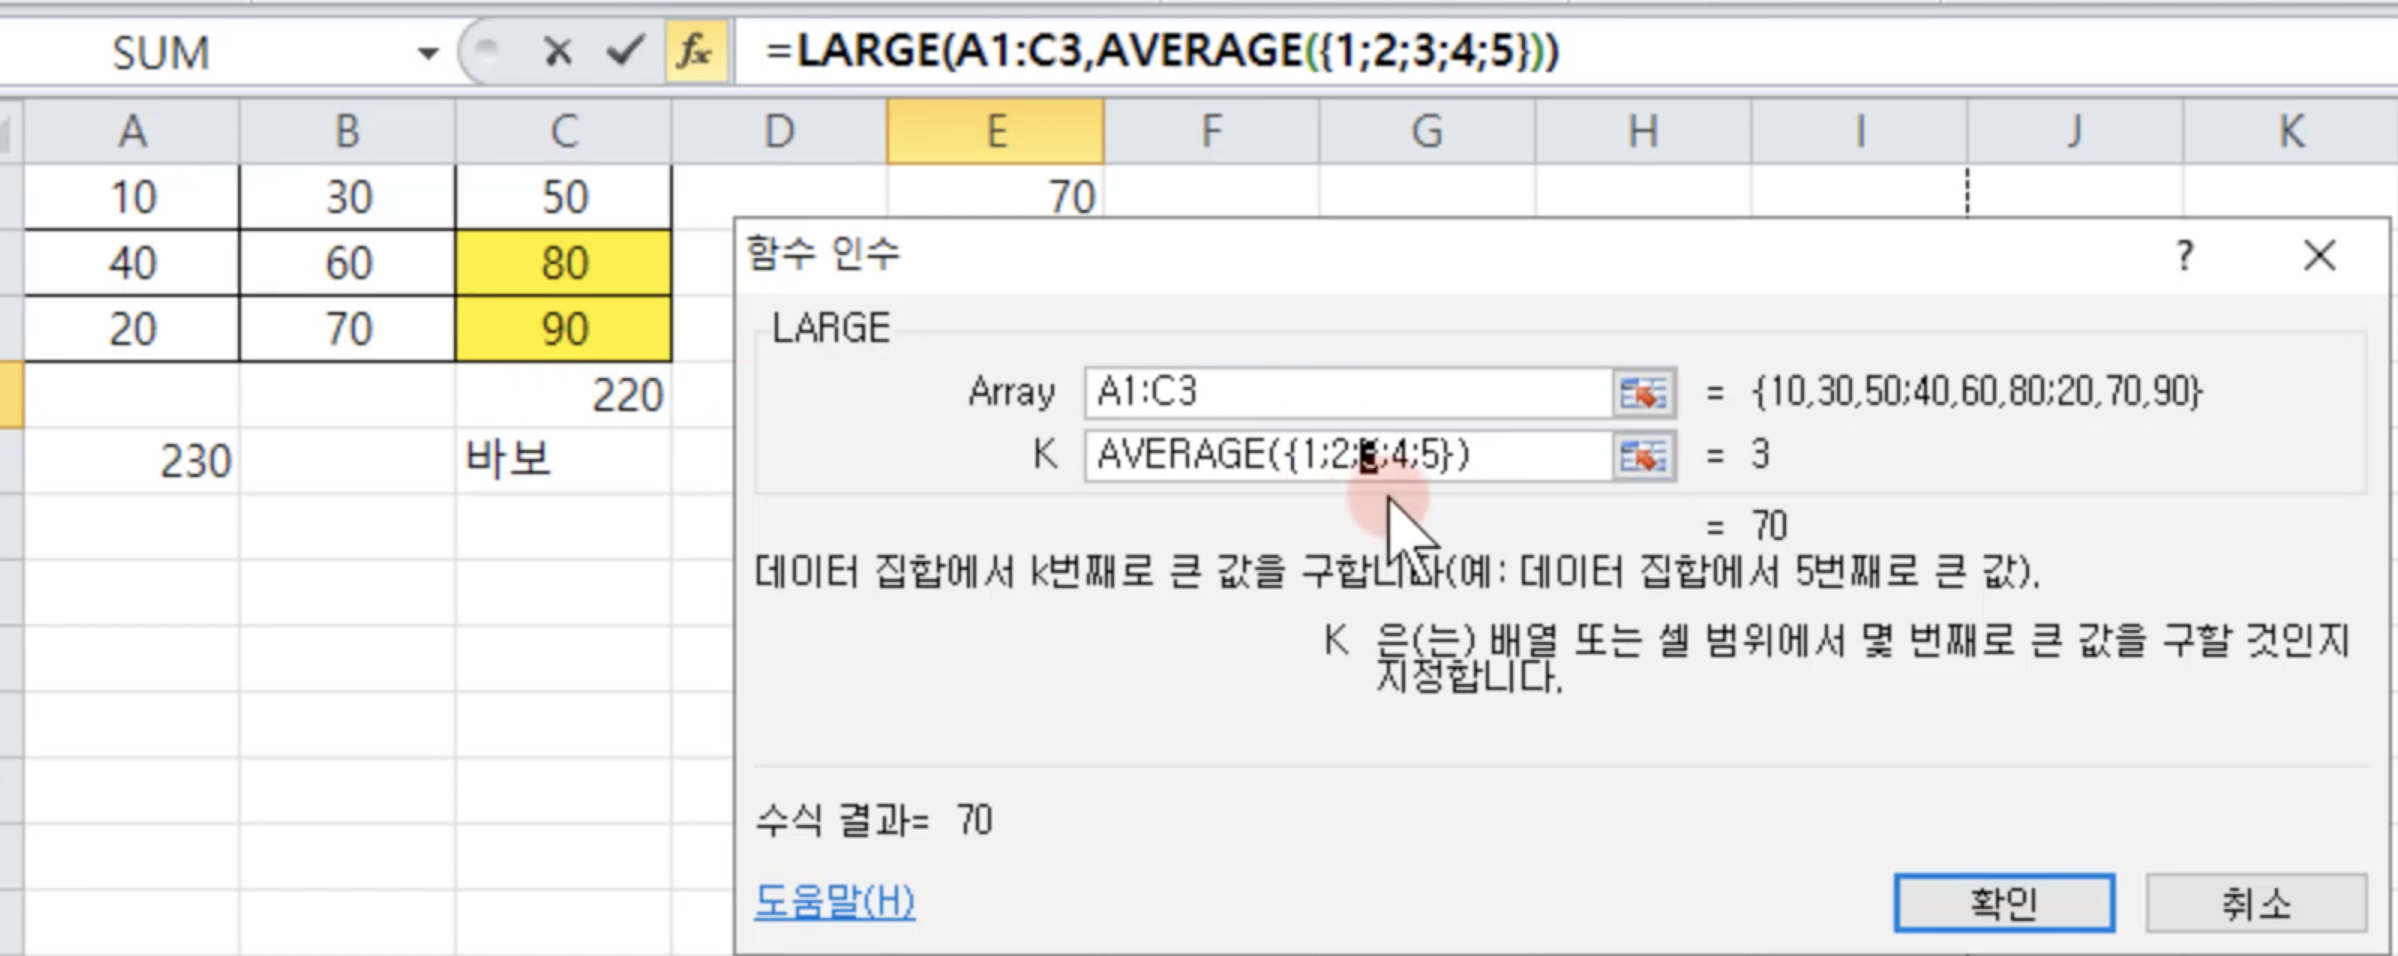 SUM =LARGE(A1:C3,AVERAGE({1;2;3;4;5}))
A B C D E F G H I J K
10 30 50 70
40 60 80
20 70 90
220
230 바보
함수 인수 ?
LARGE
Array A1:C3 = {10,30,50;40,60,80;20,70,90}
K AVERAGE({1;2;3;4;5}) = 3
= 70
데이터 집합에서 k번째로 큰 값을 구합니다(예: 데이터 집합에서 5번째로 큰 값).
K 은(는) 배열 또는 셀 범위에서 몇 번째로 큰 값을 구할 것인지
지정합니다.
수식 결과= 70
도움말(H)
확인 취소